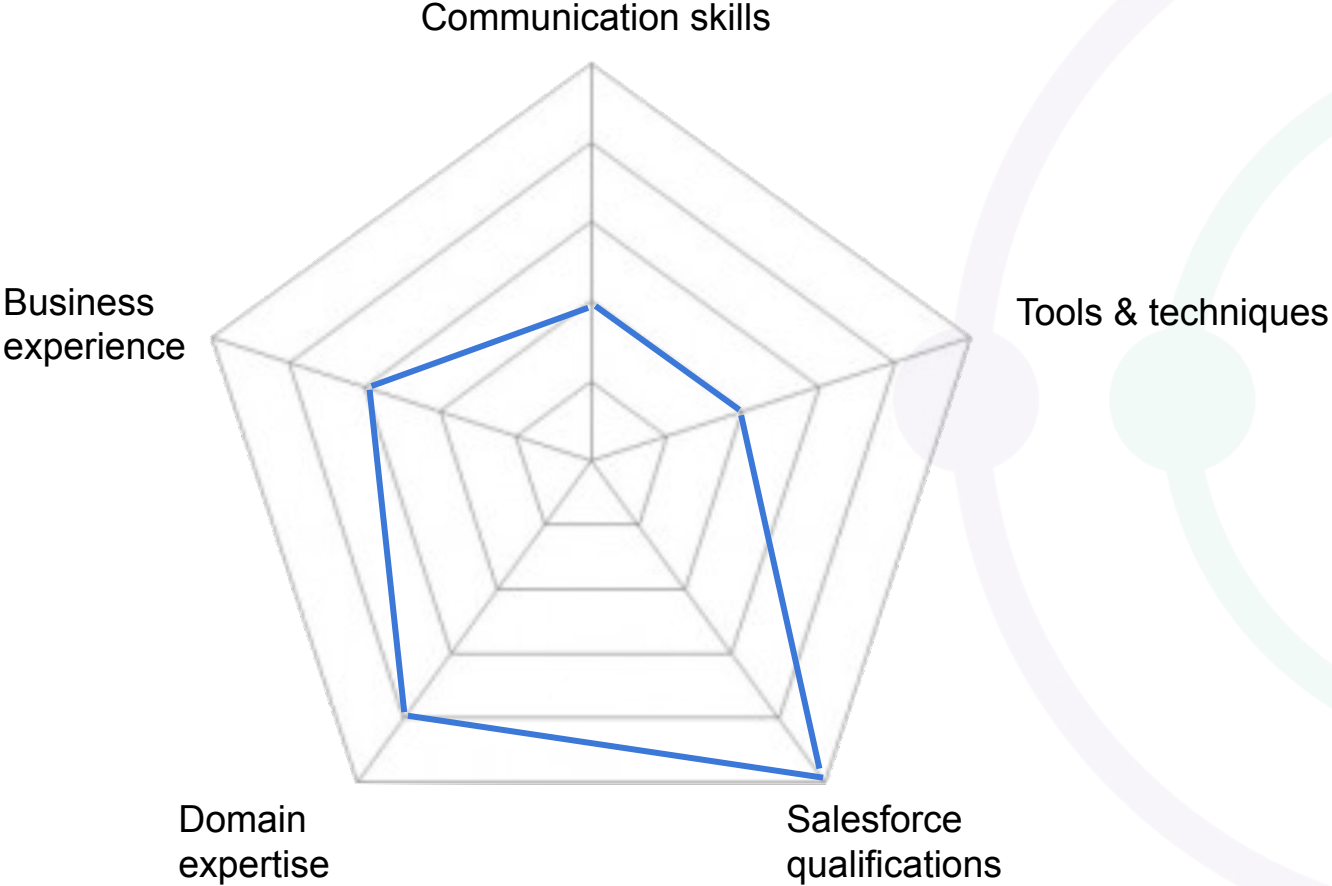 Communication skills
Business
experience
Tools & techniques
Domain
expertise
Salesforce
qualifications